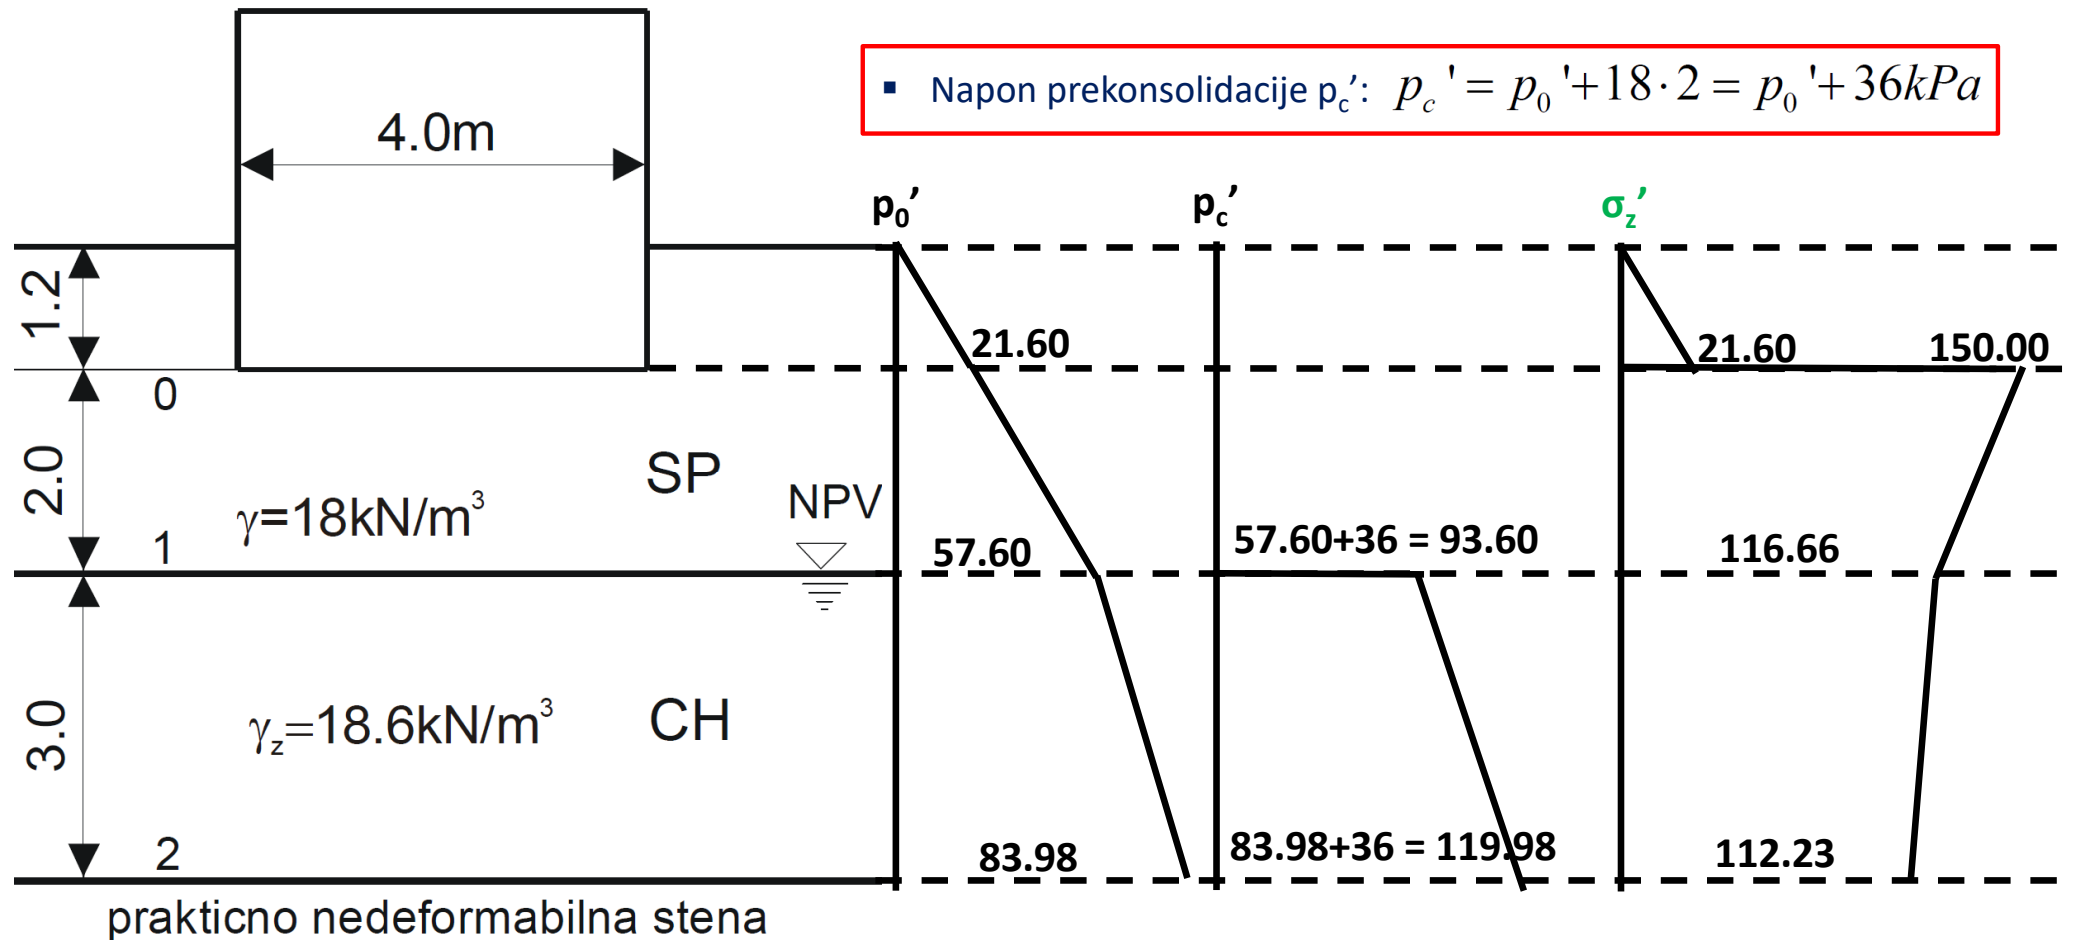 ▪ Napon prekonsolidacije pc’: pc' = p0'+18·2 = p0'+36kPa
4.0m
p0’
pc’
σz’
1.2
21.60
21.60
150.00
0
2.0
SP
γ=18kN/m³
NPV
1
57.60
57.60+36 = 93.60
116.66
3.0
γz=18.6kN/m³
CH
2
83.98
83.98+36 = 119.98
112.23
prakticno nedeformabilna stena